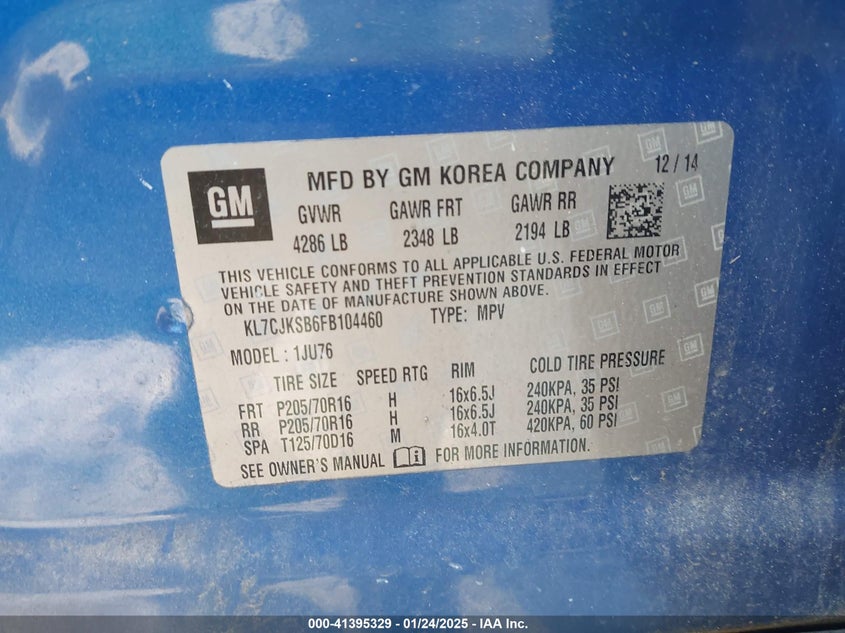 GM MFD BY GM KOREA COMPANY 12 / 14
GVWR GAWR FRT GAWR RR
4286 LB 2348 LB 2194 LB
THIS VEHICLE CONFORMS TO ALL APPLICABLE U.S. FEDERAL MOTOR
VEHICLE SAFETY AND THEFT PREVENTION STANDARDS IN EFFECT
ON THE DATE OF MANUFACTURE SHOWN ABOVE.
KL7CJKSB6FB104460 TYPE: MPV
MODEL : 1JU76
TIRE SIZE SPEED RTG RIM COLD TIRE PRESSURE
FRT P205/70R16 H 16x6.5J 240KPA, 35 PSI
RR P205/70R16 H 16x6.5J 240KPA, 35 PSI
SPA T125/70D16 M 16x4.0T 420KPA, 60 PSI
SEE OWNER'S MANUAL FOR MORE INFORMATION.
000-41395329 - 01/24/2025 - IAA Inc.